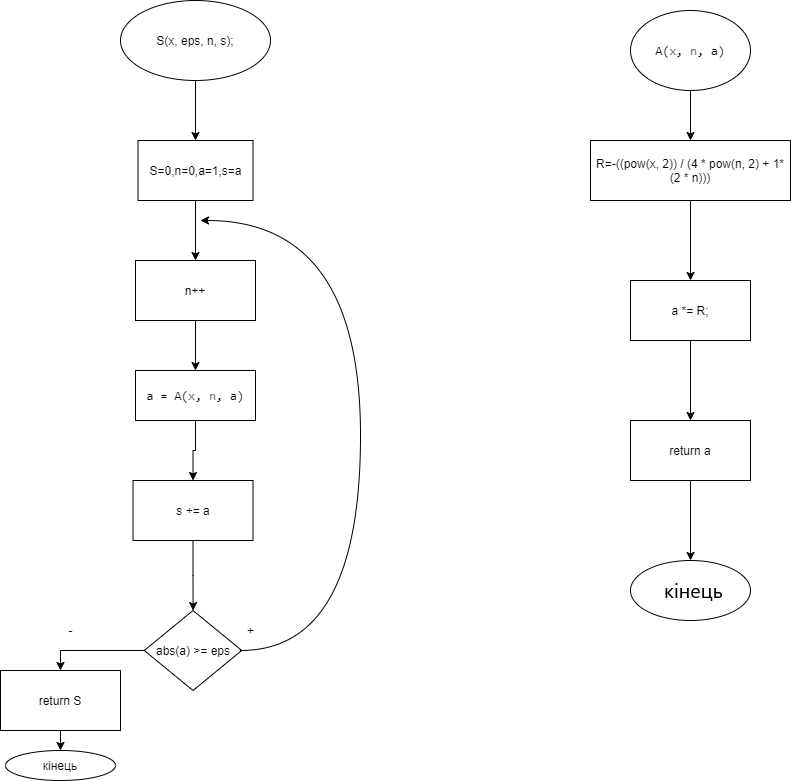 S(x, eps, n, s);
S=0,n=0,a=1,s=a
n++
a = A(x, n, a)
s += a
abs(a) >= eps
-
+
return S
кінець
A(x, n, a)
R=-((pow(x, 2)) / (4 * pow(n, 2) + 1*
(2 * n)))
a *= R;
return a
кінець